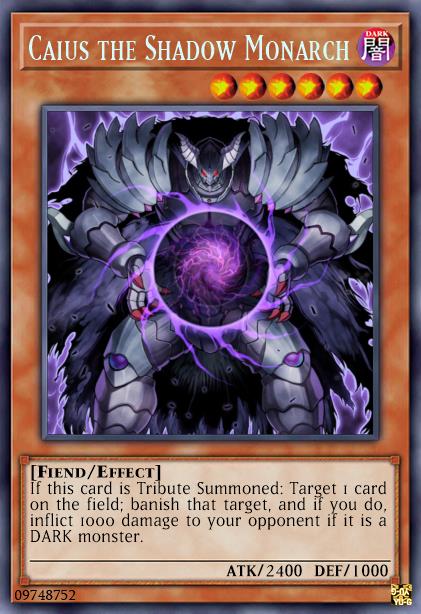 Caius the Shadow Monarch
DARK
闇
[Fiend/Effect]
If this card is Tribute Summoned: Target 1 card
on the field; banish that target, and if you do,
inflict 1000 damage to your opponent if it is a
DARK monster.
ATK/2400 DEF/1000
09748752